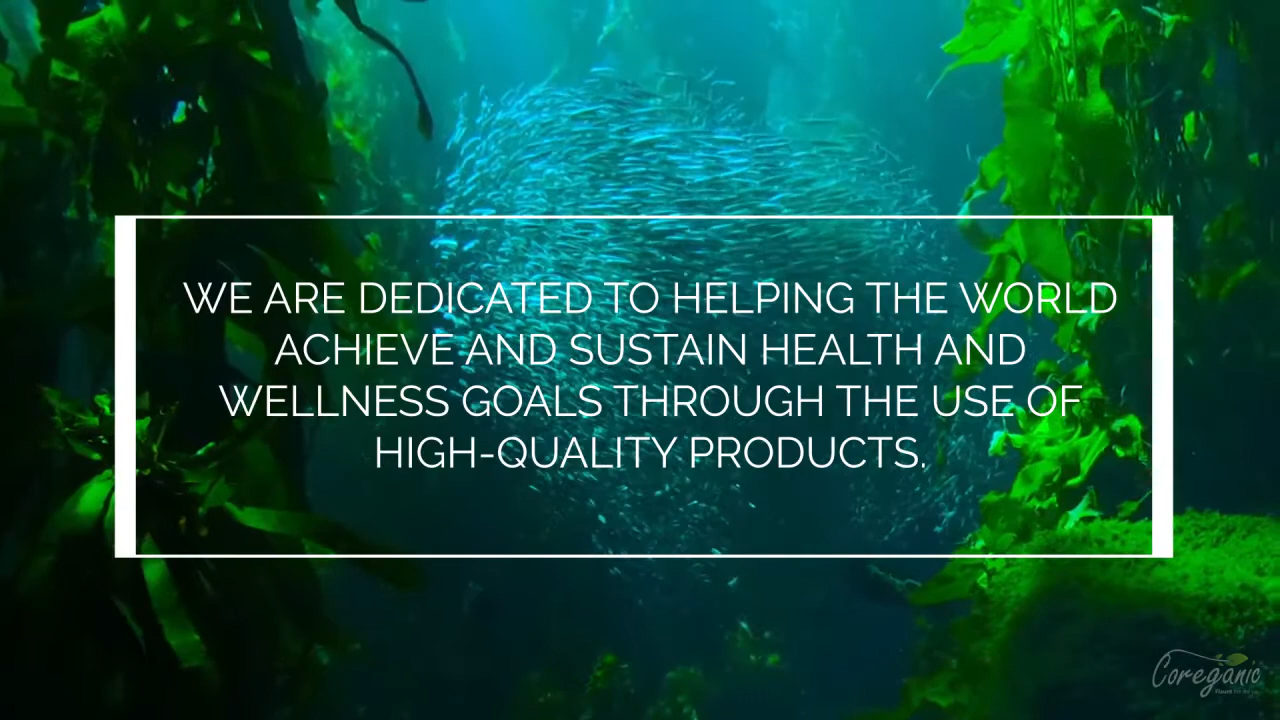 WE ARE DEDICATED TO HELPING THE WORLD
ACHIEVE AND SUSTAIN HEALTH AND
WELLNESS GOALS THROUGH THE USE OF
HIGH-QUALITY PRODUCTS.
Coreganic